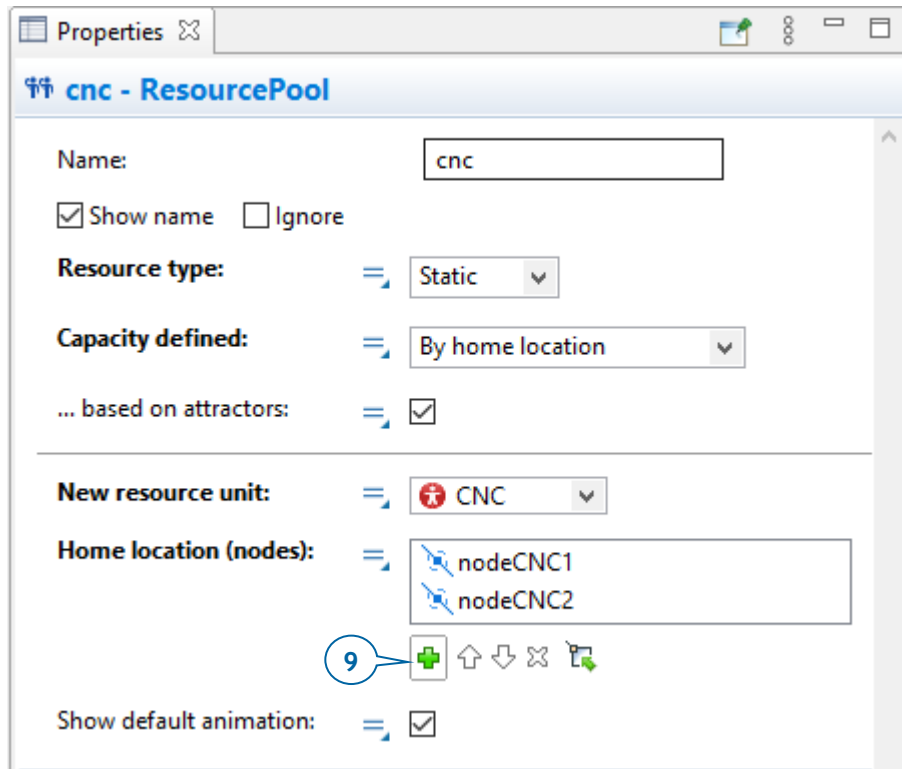 Properties
cnc - ResourcePool
Name: cnc
Show name Ignore
Resource type: Static
Capacity defined: By home location
... based on attractors:
New resource unit: CNC
Home location (nodes): nodeCNC1
nodeCNC2
9
Show default animation: